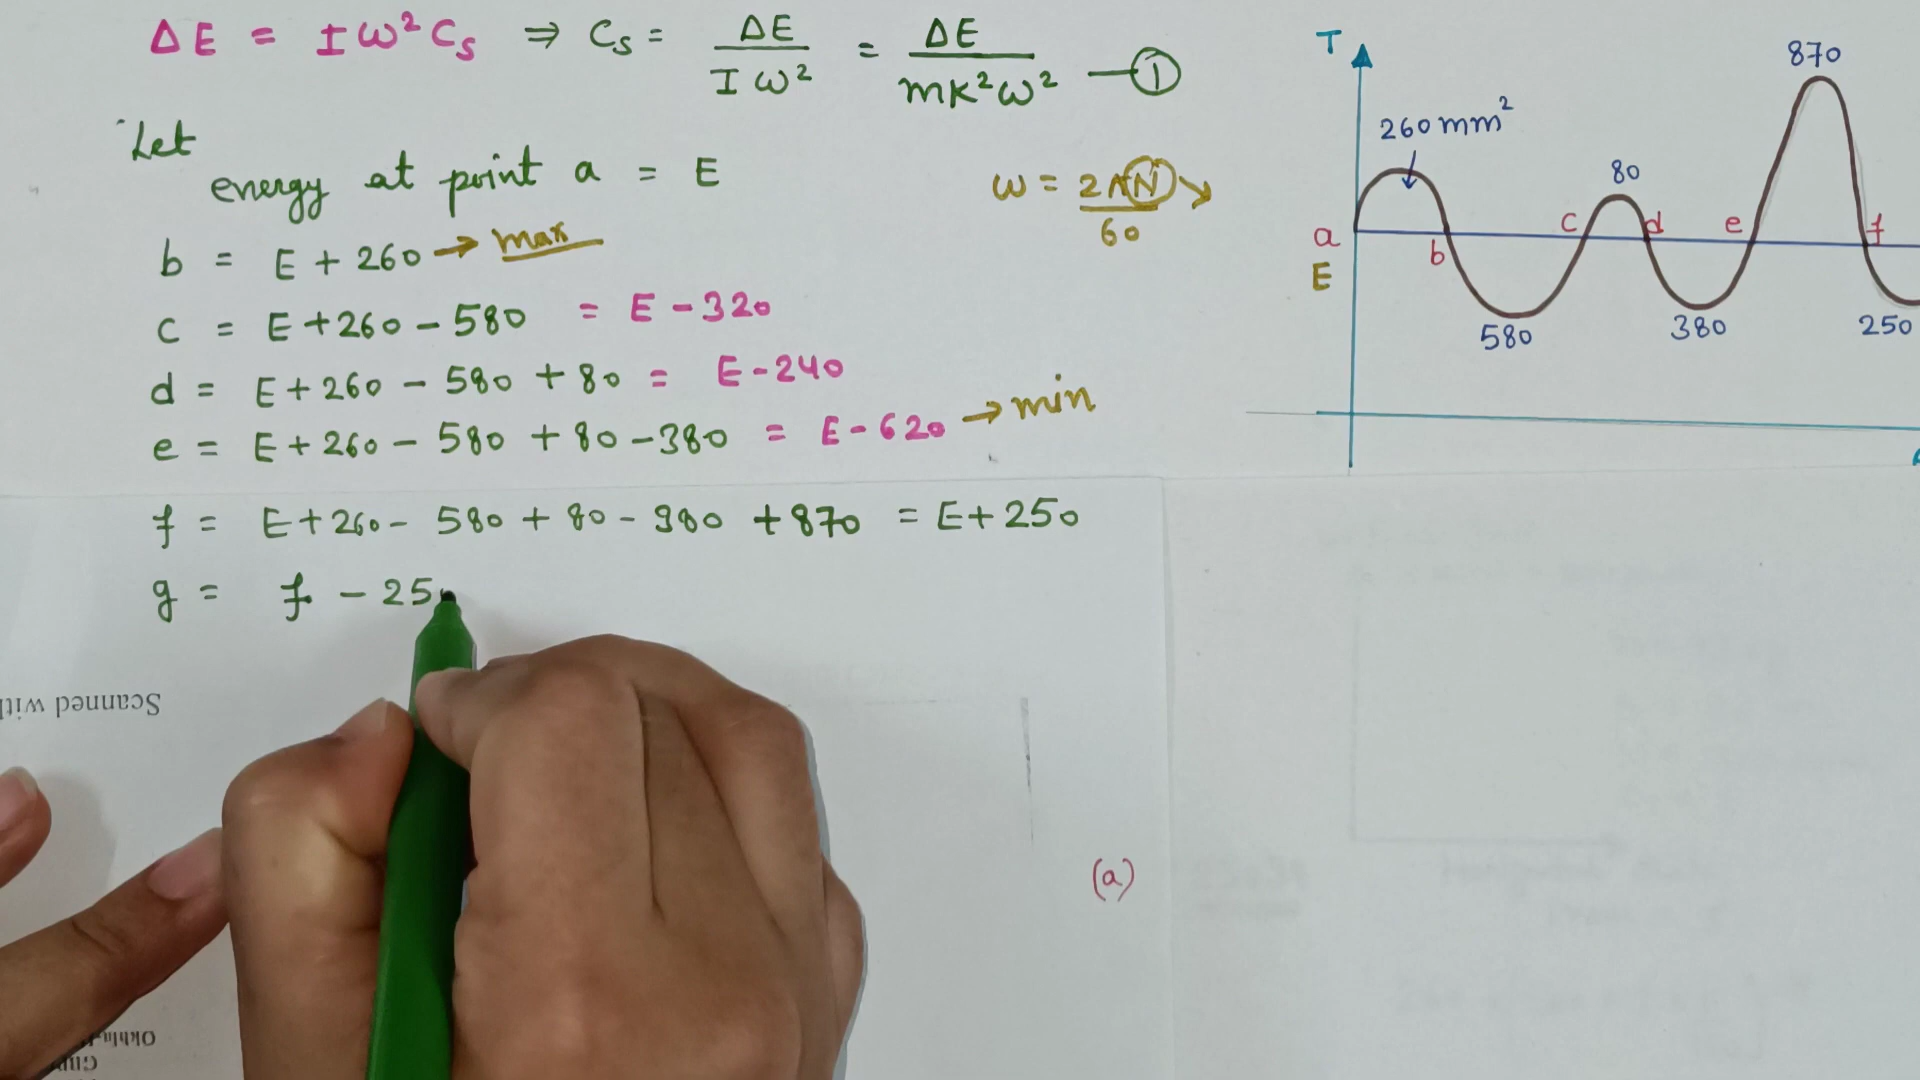 ΔE = Iω²Cs ⇒ Cs = ΔE / Iω² = ΔE / mK²ω² —①
Let
energy at point a = E
b = E + 260 → max
c = E + 260 - 580 = E - 320
d = E + 260 - 580 + 80 = E - 240
e = E + 260 - 580 + 80 - 380 = E - 620 → min
f = E + 260 - 580 + 80 - 380 + 870 = E + 250
g = f - 25
ω = 2πN / 60
T
870
260 mm²
80
a
b
c
d
e
f
E
580
380
250
(a)
Scanned with